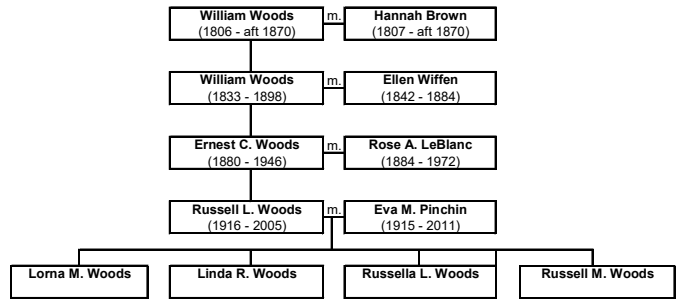 William Woods m. Hannah Brown
(1806 - aft 1870) (1807 - aft 1870)
William Woods m. Ellen Wiffen
(1833 - 1898) (1842 - 1884)
Ernest C. Woods m. Rose A. LeBlanc
(1880 - 1946) (1884 - 1972)
Russell L. Woods m. Eva M. Pinchin
(1916 - 2005) (1915 - 2011)
Lorna M. Woods Linda R. Woods Russella L. Woods Russell M. Woods